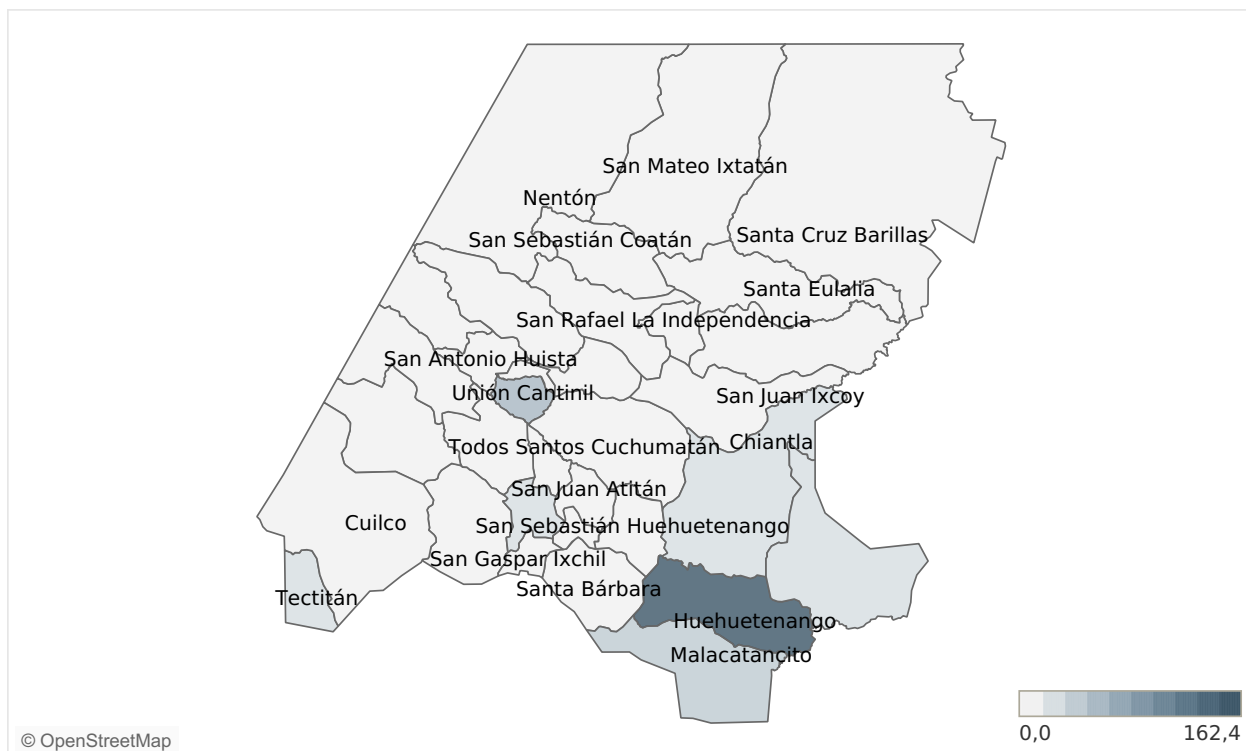 San Mateo Ixtatán
Nentón
Santa Cruz Barillas
San Sebastián Coatán
Santa Eulalia
San Rafael La Independencia
San Antonio Huista
Unión Cantinil
San Juan Ixcoy
Chiantla
Todos Santos Cuchumatán
San Juan Atitán
Cuilco
San Sebastián Huehuetenango
San Gaspar Ixchil
Santa Bárbara
Tectitán
Huehuetenango
Malacatancito
0,0
162,4
© OpenStreetMap